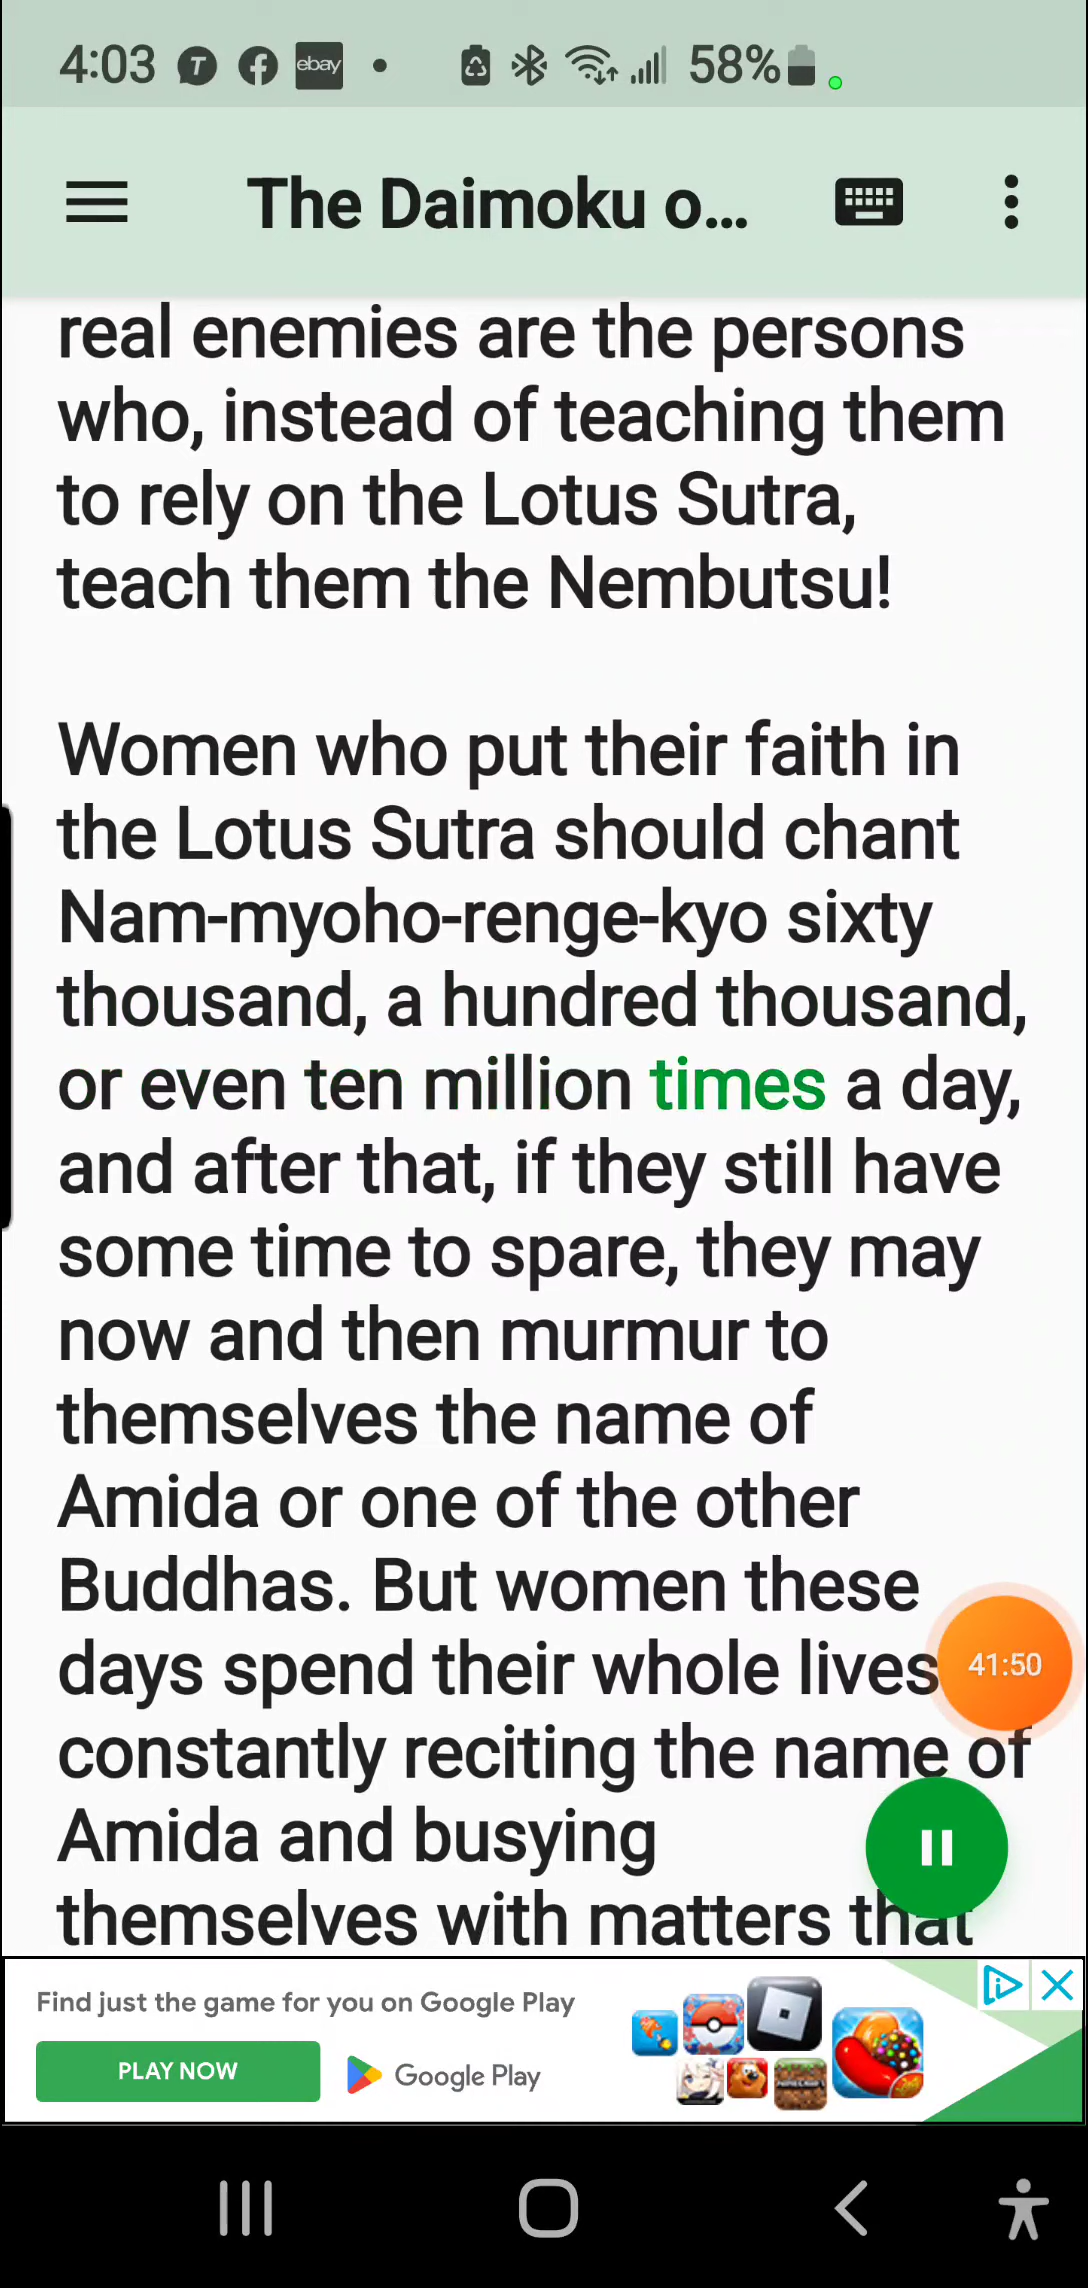 4:03
ebay
58%
The Daimoku o...
real enemies are the persons
who, instead of teaching them
to rely on the Lotus Sutra,
teach them the Nembutsu!
Women who put their faith in
the Lotus Sutra should chant
Nam-myoho-renge-kyo sixty
thousand, a hundred thousand,
or even ten million times a day,
and after that, if they still have
some time to spare, they may
now and then murmur to
themselves the name of
Amida or one of the other
Buddhas. But women these
days spend their whole lives
41:50
constantly reciting the name of
Amida and busying
themselves with matters that
Find just the game for you on Google Play
PLAY NOW
Google Play